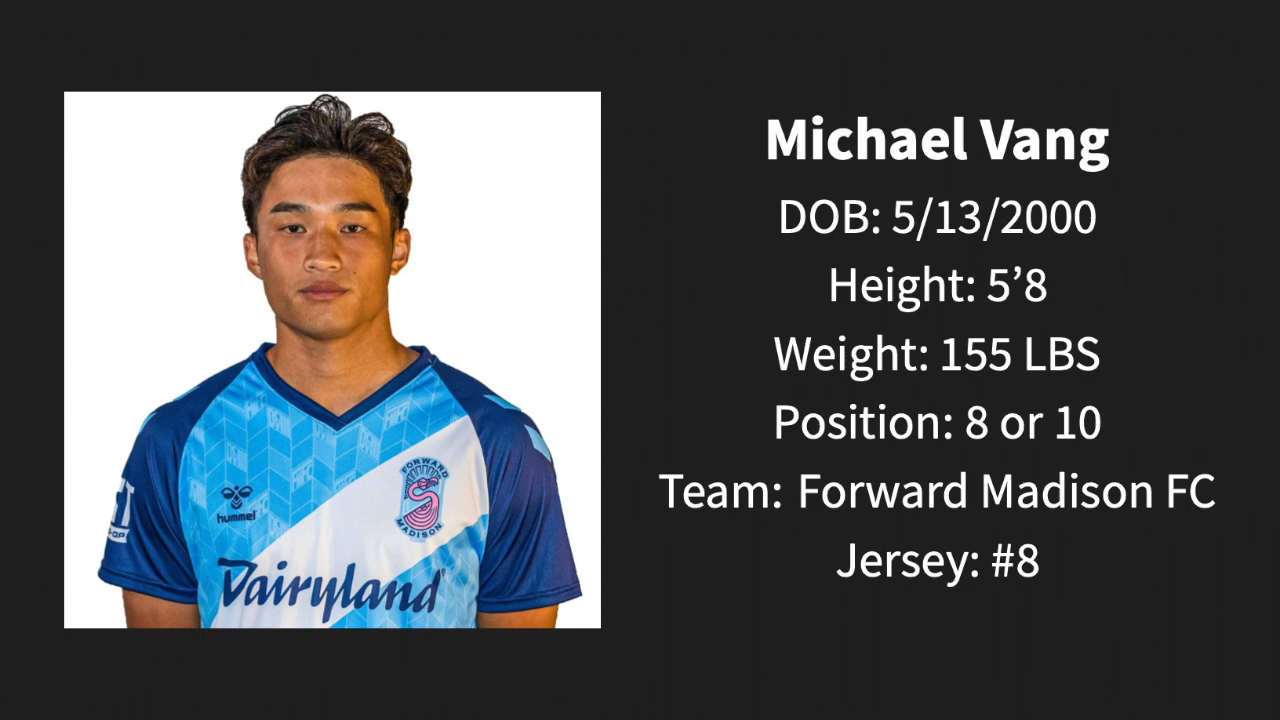 Michael Vang
DOB: 5/13/2000
Height: 5’8
Weight: 155 LBS
Position: 8 or 10
Team: Forward Madison FC
Jersey: #8
hummel
FORWARD
MADISON
Dairyland